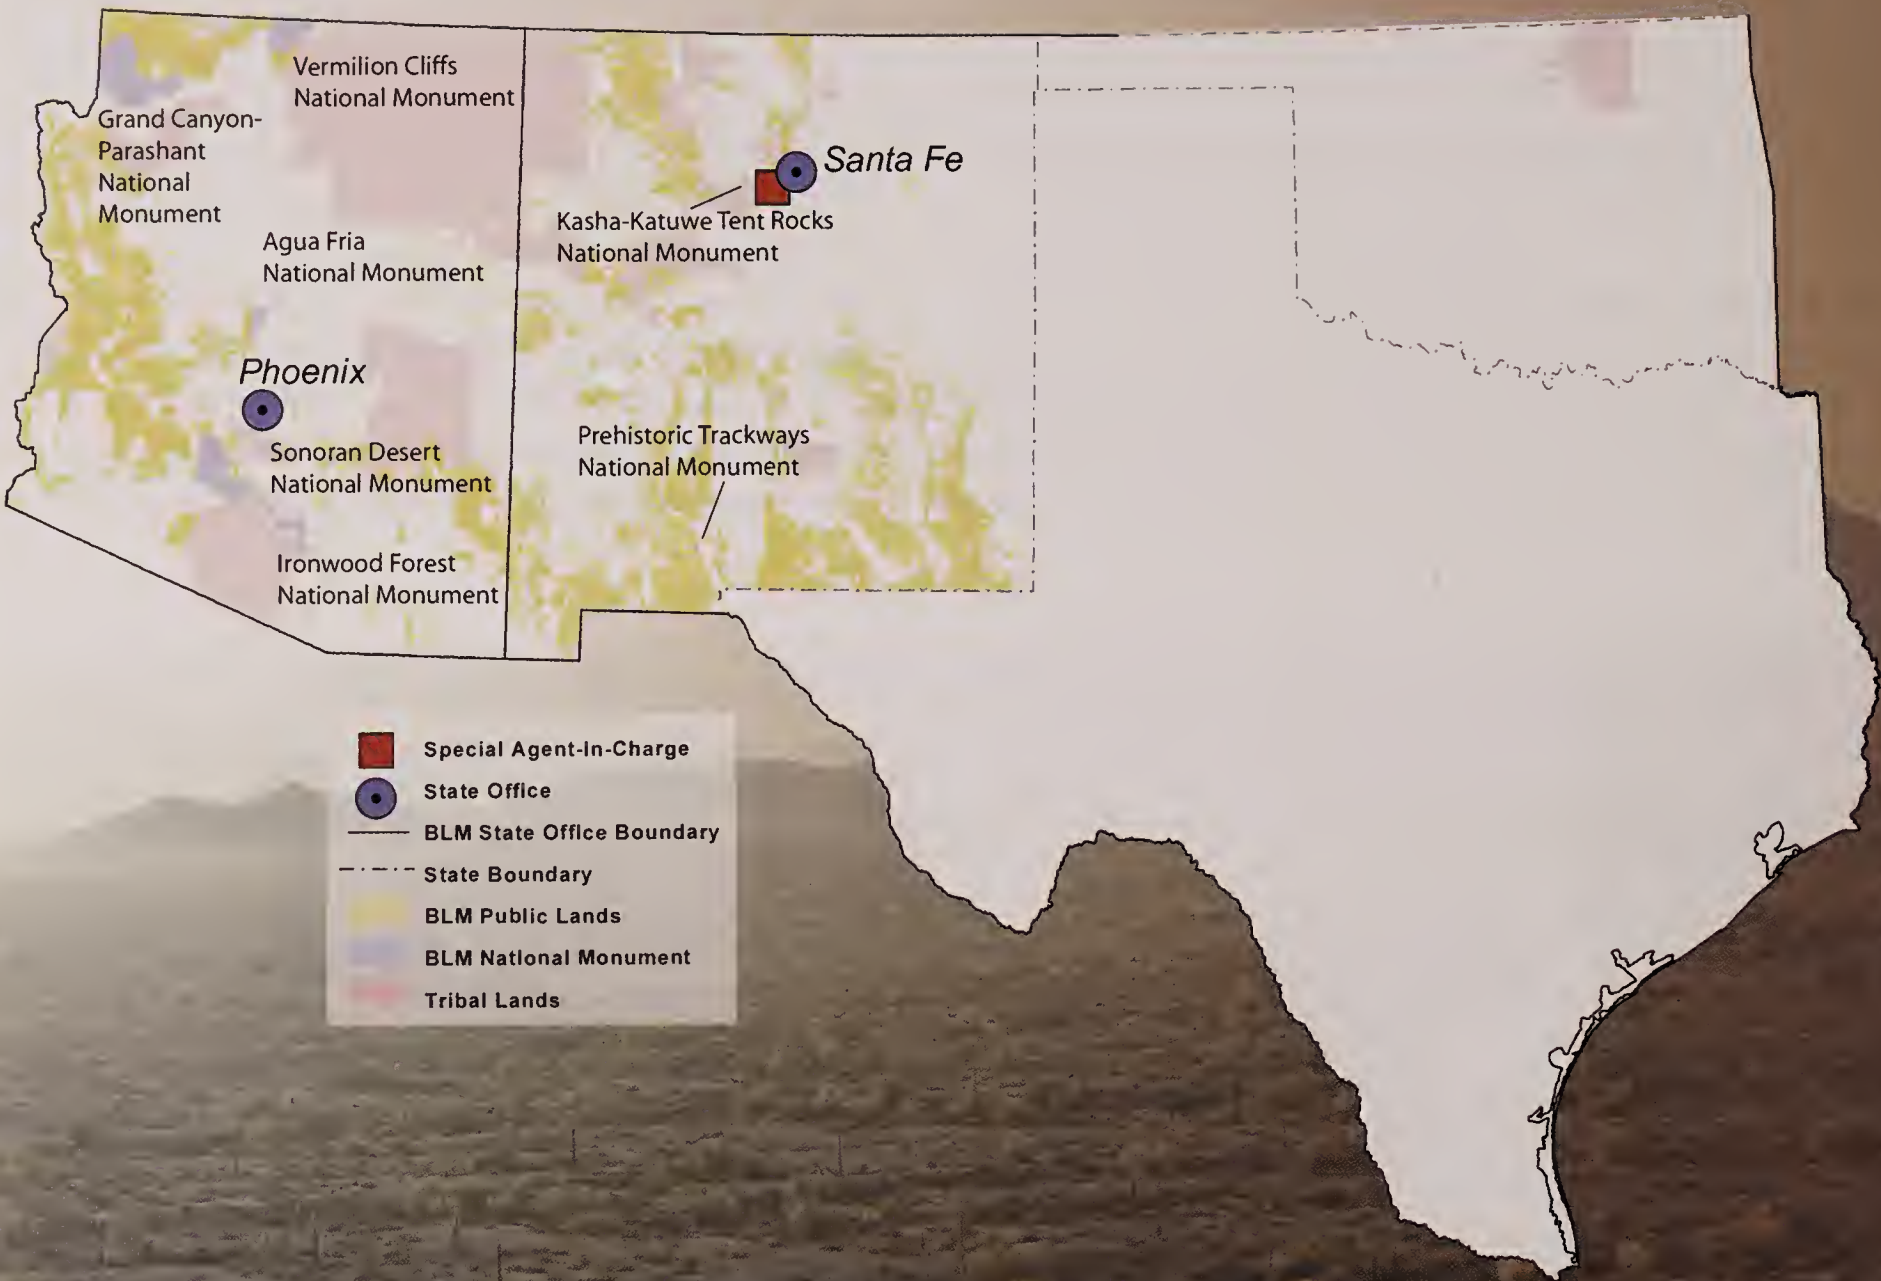 Vermilion Cliffs
National Monument
Grand Canyon-
Parashant
National
Monument
Santa Fe
Kasha-Katuwe Tent Rocks
National Monument
Agua Fria
National Monument
Phoenix
Sonoran Desert
National Monument
Prehistoric Trackways
National Monument
Ironwood Forest
National Monument
Special Agent-in-Charge
State Office
BLM State Office Boundary
State Boundary
BLM Public Lands
BLM National Monument
Tribal Lands